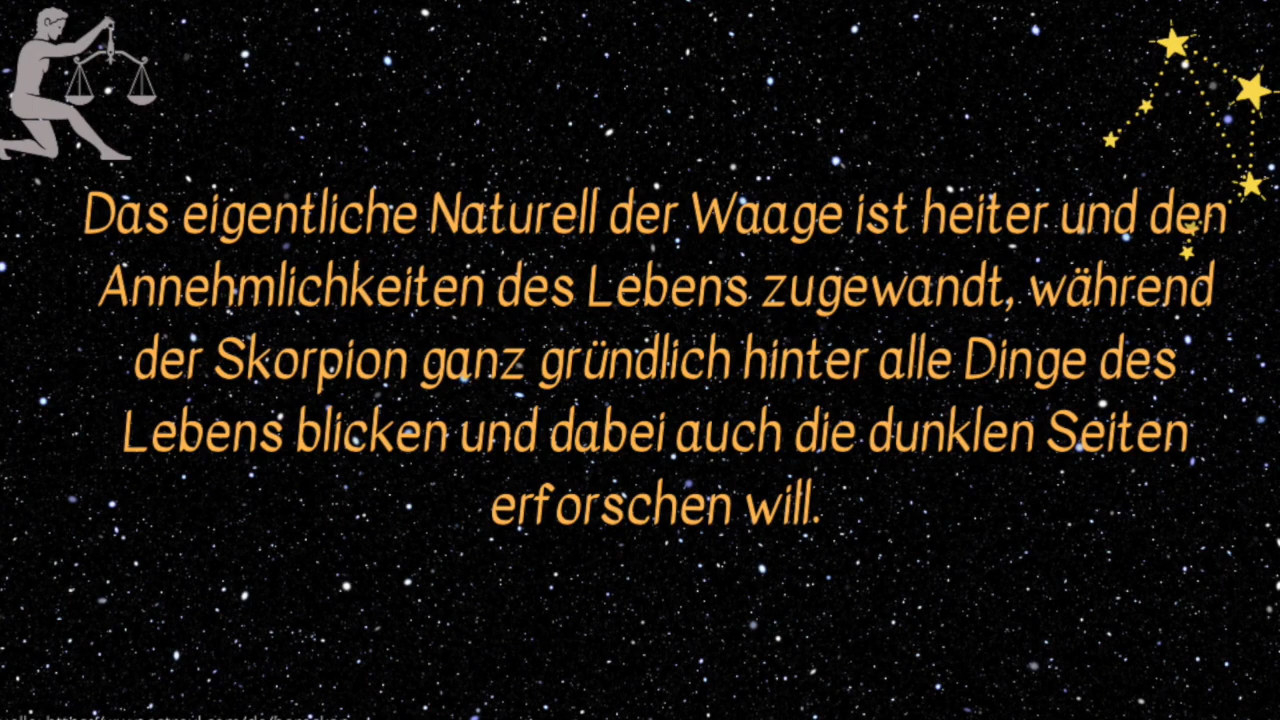 Das eigentliche Naturell der Waage ist heiter und den
Annehmlichkeiten des Lebens zugewandt, während
der Skorpion ganz gründlich hinter alle Dinge des
Lebens blicken und dabei auch die dunklen Seiten
erforschen will.